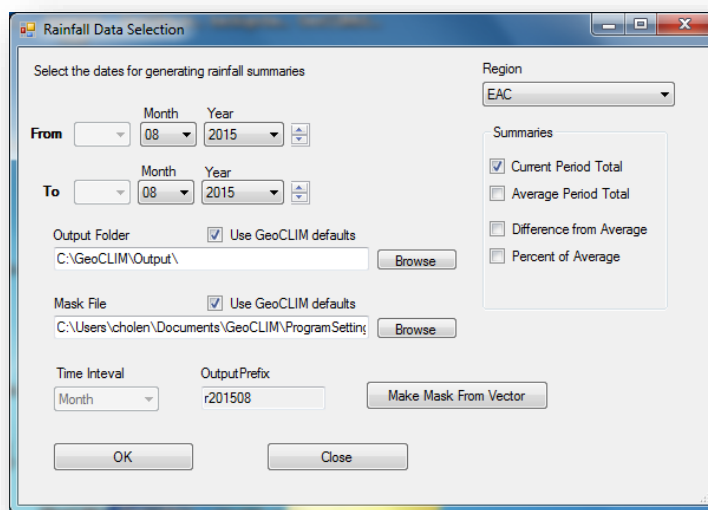 Rainfall Data Selection
Select the dates for generating rainfall summaries
Region
EAC
Month Year
From 08 2015
Month Year
To 08 2015
Summaries
Current Period Total
Average Period Total
Difference from Average
Percent of Average
Output Folder Use GeoCLIM defaults
C:\GeoCLIM\Output\ Browse
Mask File Use GeoCLIM defaults
C:\Users\cholen\Documents\GeoCLIM\ProgramSetting Browse
Time Inteval OutputPrefix
Month r201508 Make Mask From Vector
OK Close